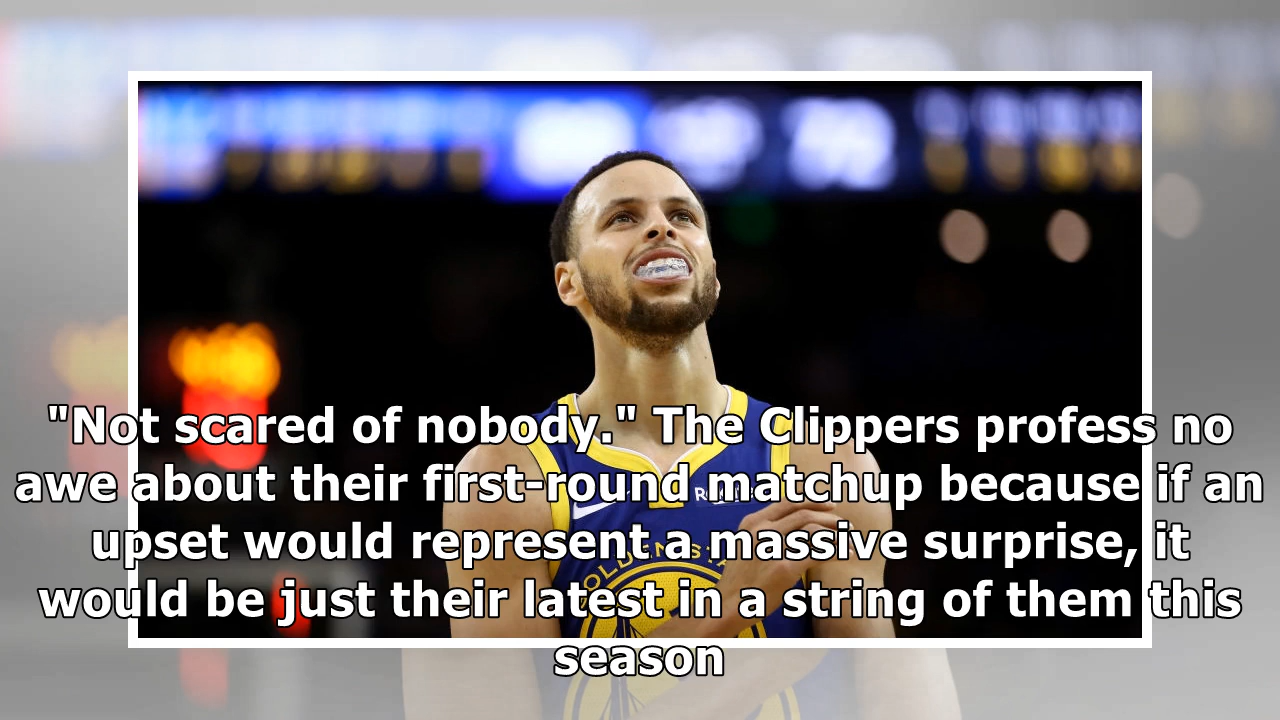 "Not scared of nobody." The Clippers profess no
awe about their first-round matchup because if an
upset would represent a massive surprise, it
would be just their latest in a string of them this
season